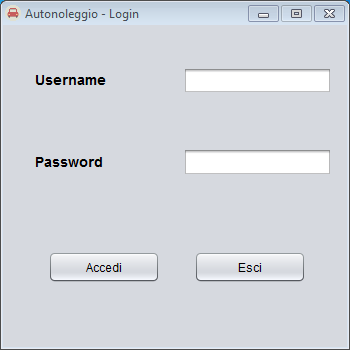 Autonoleggio - Login
Username
Password
Accedi
Esci